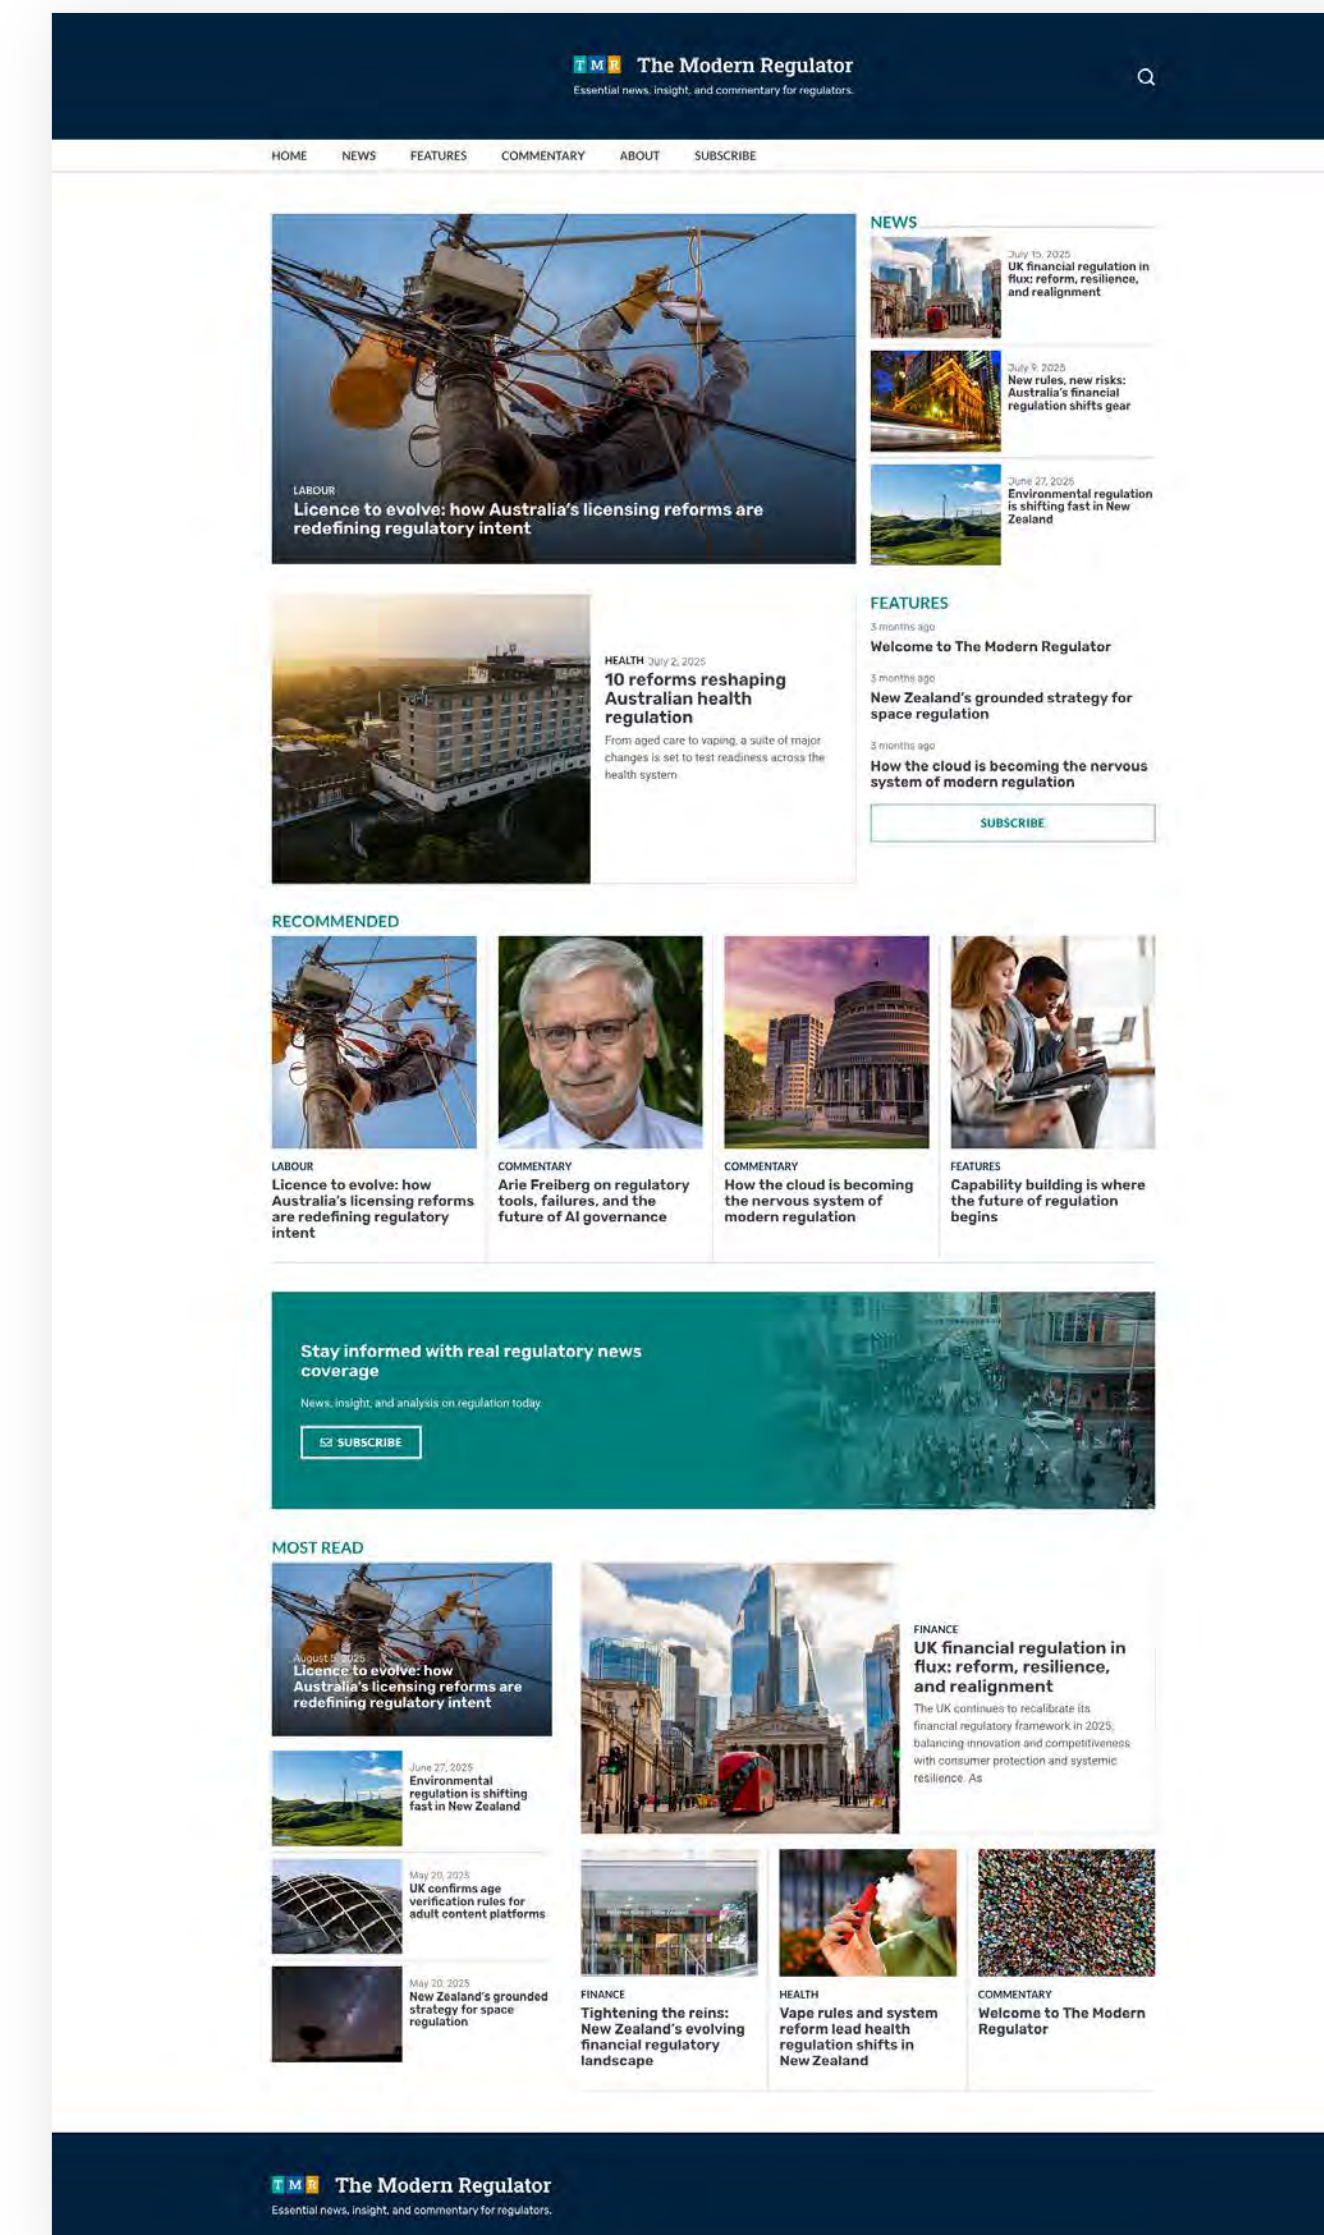 TMR The Modern Regulator
Essential news, insight, and commentary for regulators.
HOME NEWS FEATURES COMMENTARY ABOUT SUBSCRIBE
LABOUR
Licence to evolve: how Australia's licensing reforms are
redefining regulatory intent
NEWS
July 15, 2025
UK financial regulation in
flux: reform, resilience,
and realignment
July 9, 2025
New rules, new risks:
Australia's financial
regulation shifts gear
June 27, 2025
Environmental regulation
is shifting fast in New
Zealand
HEALTH July 2, 2025
10 reforms reshaping
Australian health
regulation
From aged care to vaping, a suite of major
changes is set to test readiness across the
health system
FEATURES
3 months ago
Welcome to The Modern Regulator
3 months ago
New Zealand's grounded strategy for
space regulation
3 months ago
How the cloud is becoming the nervous
system of modern regulation
SUBSCRIBE
RECOMMENDED
LABOUR
Licence to evolve: how
Australia's licensing reforms
are redefining regulatory
intent
COMMENTARY
Arie Freiberg on regulatory
tools, failures, and the
future of AI governance
COMMENTARY
How the cloud is becoming
the nervous system of
modern regulation
FEATURES
Capability building is where
the future of regulation
begins
Stay informed with real regulatory news
coverage
News, insight, and analysis on regulation today.
SUBSCRIBE
MOST READ
August 5, 2025
Licence to evolve: how
Australia's licensing reforms are
redefining regulatory intent
June 27, 2025
Environmental
regulation is shifting
fast in New Zealand
May 20, 2025
UK confirms age
verification rules for
adult content platforms
May 20, 2025
New Zealand's grounded
strategy for space
regulation
FINANCE
UK financial regulation in
flux: reform, resilience,
and realignment
The UK continues to recalibrate its
financial regulatory framework in 2025,
balancing innovation and competitiveness
with consumer protection and systemic
resilience. As
FINANCE
Tightening the reins:
New Zealand's evolving
financial regulatory
landscape
HEALTH
Vape rules and system
reform lead health
regulation shifts in
New Zealand
COMMENTARY
Welcome to The Modern
Regulator
TMR The Modern Regulator
Essential news, insight, and commentary for regulators.